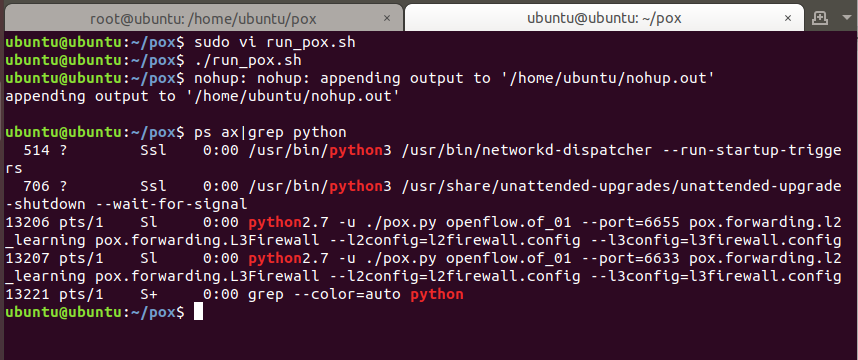 root@ubuntu: /home/ubuntu/pox × ubuntu@ubuntu: ~/pox ×
ubuntu@ubuntu:~/pox$ sudo vi run_pox.sh
ubuntu@ubuntu:~/pox$ ./run_pox.sh
ubuntu@ubuntu:~/pox$ nohup: nohup: appending output to '/home/ubuntu/nohup.out'
appending output to '/home/ubuntu/nohup.out'
ubuntu@ubuntu:~/pox$ ps ax|grep python
514 ? Ssl 0:00 /usr/bin/python3 /usr/bin/networkd-dispatcher --run-startup-trigge
rs
706 ? Ssl 0:00 /usr/bin/python3 /usr/share/unattended-upgrades/unattended-upgrade
-shutdown --wait-for-signal
13206 pts/1 Sl 0:00 python2.7 -u ./pox.py openflow.of_01 --port=6655 pox.forwarding.l2
_learning pox.forwarding.L3Firewall --l2config=l2firewall.config --l3config=l3firewall.config
13207 pts/1 Sl 0:00 python2.7 -u ./pox.py openflow.of_01 --port=6633 pox.forwarding.l2
_learning pox.forwarding.L3Firewall --l2config=l2firewall.config --l3config=l3firewall.config
13221 pts/1 S+ 0:00 grep --color=auto python
ubuntu@ubuntu:~/pox$